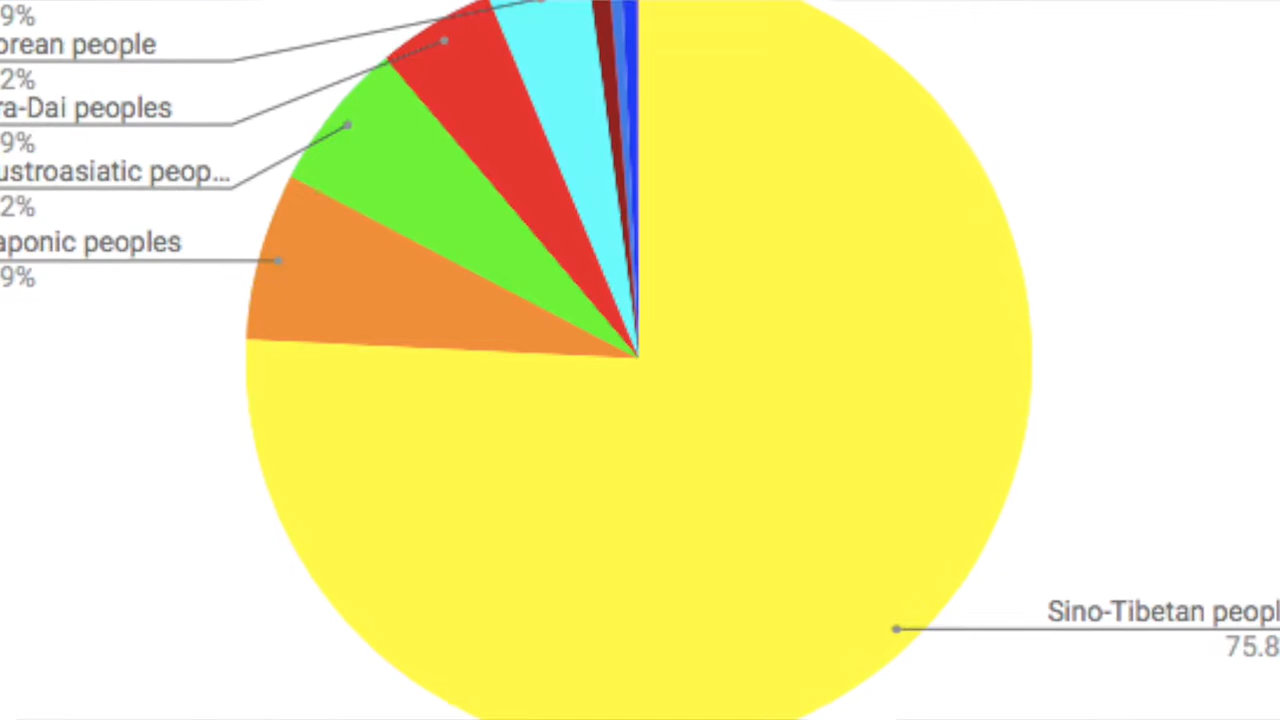 9%
orean people
2%
ra-Dai peoples
9%
ustroasiatic peop...
2%
aponic peoples
9%
Sino-Tibetan peopl
75.8